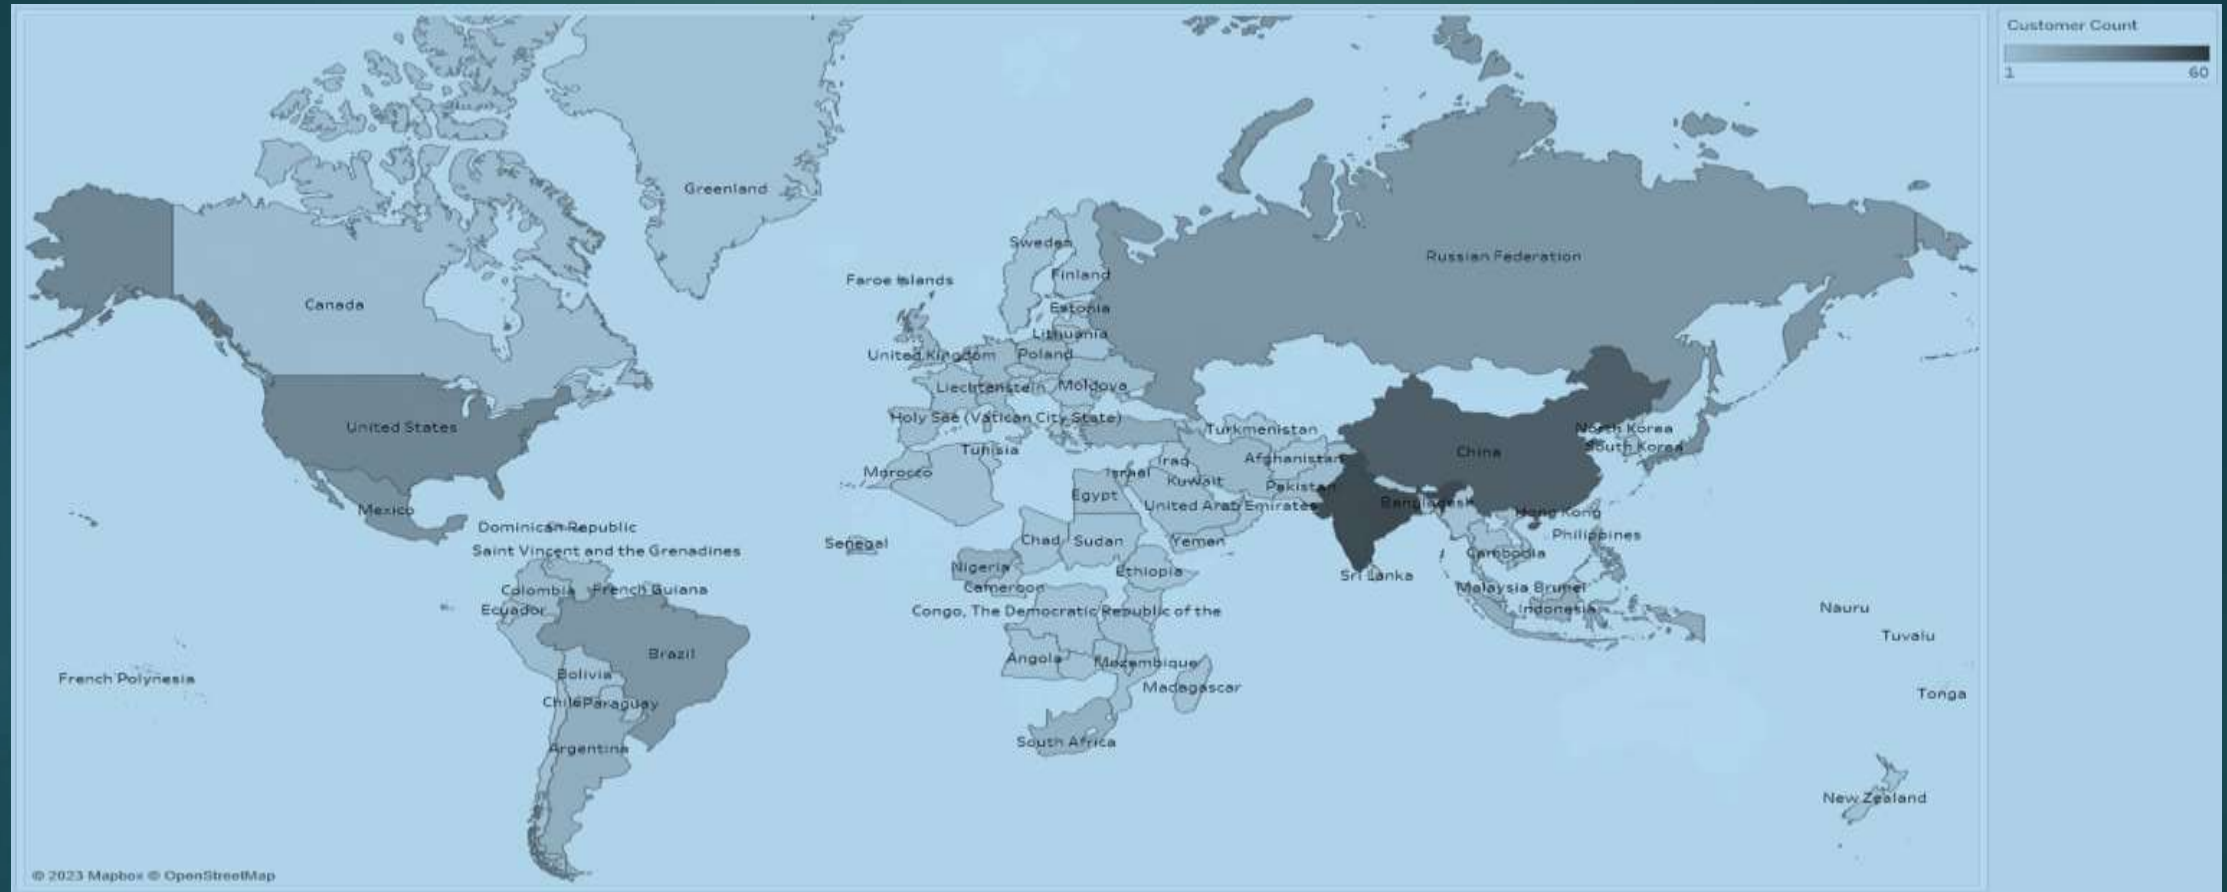 Customer Count
1 60
Greenland
Sweden
Russian Federation
Finland
Faroe Islands
Canada
Estonia
Lithuania
United Kingdom
Poland
Liechtenstein
Moldova
Holy See (Vatican City State)
United States
Turkmenistan
North Korea
South Korea
Tunisia
China
Iraq
Afghanistan
Morocco
Israel
Kuwait
Pakistan
Egypt
Bangladesh
United Arab Emirates
Mexico
Hong Kong
Dominican Republic
Philippines
Senegal
Chad
Sudan
Yemen
Saint Vincent and the Grenadines
Cambodia
Nigeria
Ethiopia
Sri Lanka
Cameroon
Malaysia
Brunei
Colombia
French Guiana
Ecuador
Congo, The Democratic Republic of the
Indonesia
Nauru
Tuvalu
Brazil
Angola
Mozambique
Bolivia
French Polynesia
Madagascar
Tonga
Chile
Paraguay
South Africa
Argentina
New Zealand
© 2023 Mapbox © OpenStreetMap